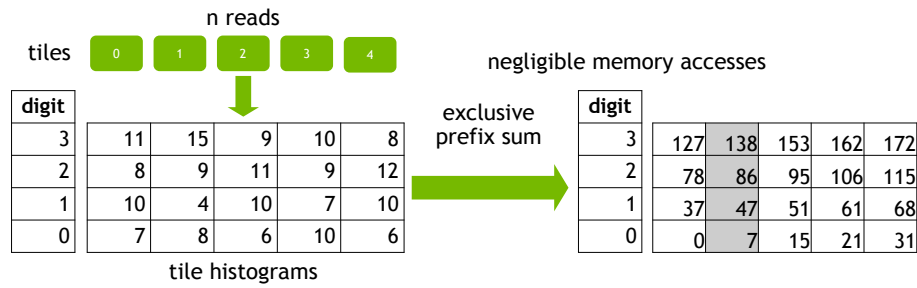 n reads
tiles 0 1 2 3 4
negligible memory accesses
digit
3 11 15 9 10 8
2 8 9 11 9 12
1 10 4 10 7 10
0 7 8 6 10 6
tile histograms
exclusive
prefix sum
digit
3 127 138 153 162 172
2 78 86 95 106 115
1 37 47 51 61 68
0 0 7 15 21 31